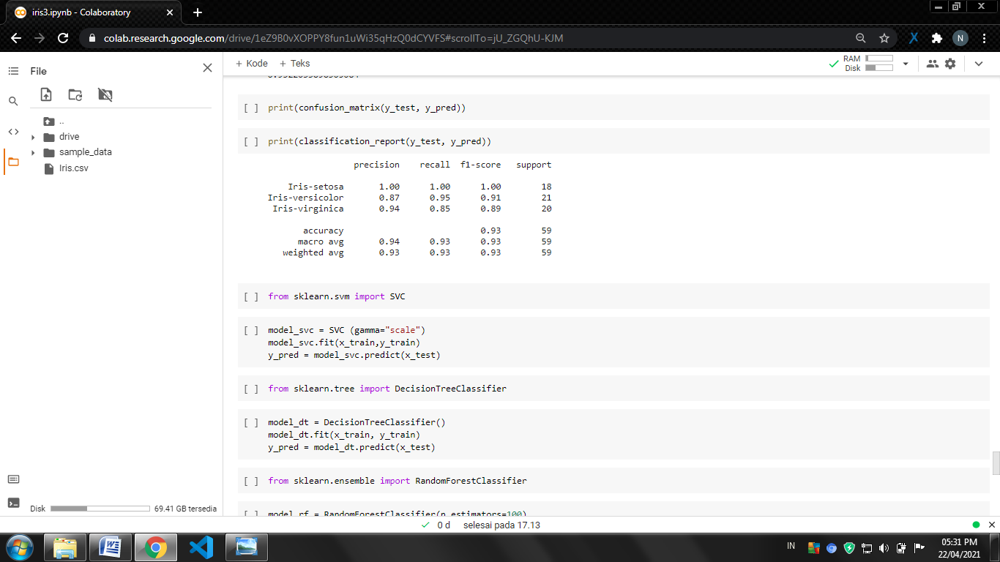 iris3.ipynb - Colaboratory
colab.research.google.com/drive/1eZ9B0vXOPPY8fun1uWi35qHzQ0dCYVFS#scrollTo=jU_ZGQhU-KJM
N
File
+ Kode + Teks
RAM
Disk
..
drive
sample_data
Iris.csv
[ ] print(confusion_matrix(y_test, y_pred))
[ ] print(classification_report(y_test, y_pred))
precision recall f1-score support
Iris-setosa 1.00 1.00 1.00 18
Iris-versicolor 0.87 0.95 0.91 21
Iris-virginica 0.94 0.85 0.89 20
accuracy 0.93 59
macro avg 0.94 0.93 0.93 59
weighted avg 0.93 0.93 0.93 59
[ ] from sklearn.svm import SVC
[ ] model_svc = SVC (gamma="scale")
model_svc.fit(x_train,y_train)
y_pred = model_svc.predict(x_test)
[ ] from sklearn.tree import DecisionTreeClassifier
[ ] model_dt = DecisionTreeClassifier()
model_dt.fit(x_train, y_train)
y_pred = model_dt.predict(x_test)
[ ] from sklearn.ensemble import RandomForestClassifier
[ ] model_rf = RandomForestClassifier(n_estimators=100)
Disk 69.41 GB tersedia
0 d selesai pada 17.13
IN
05:31 PM
22/04/2021